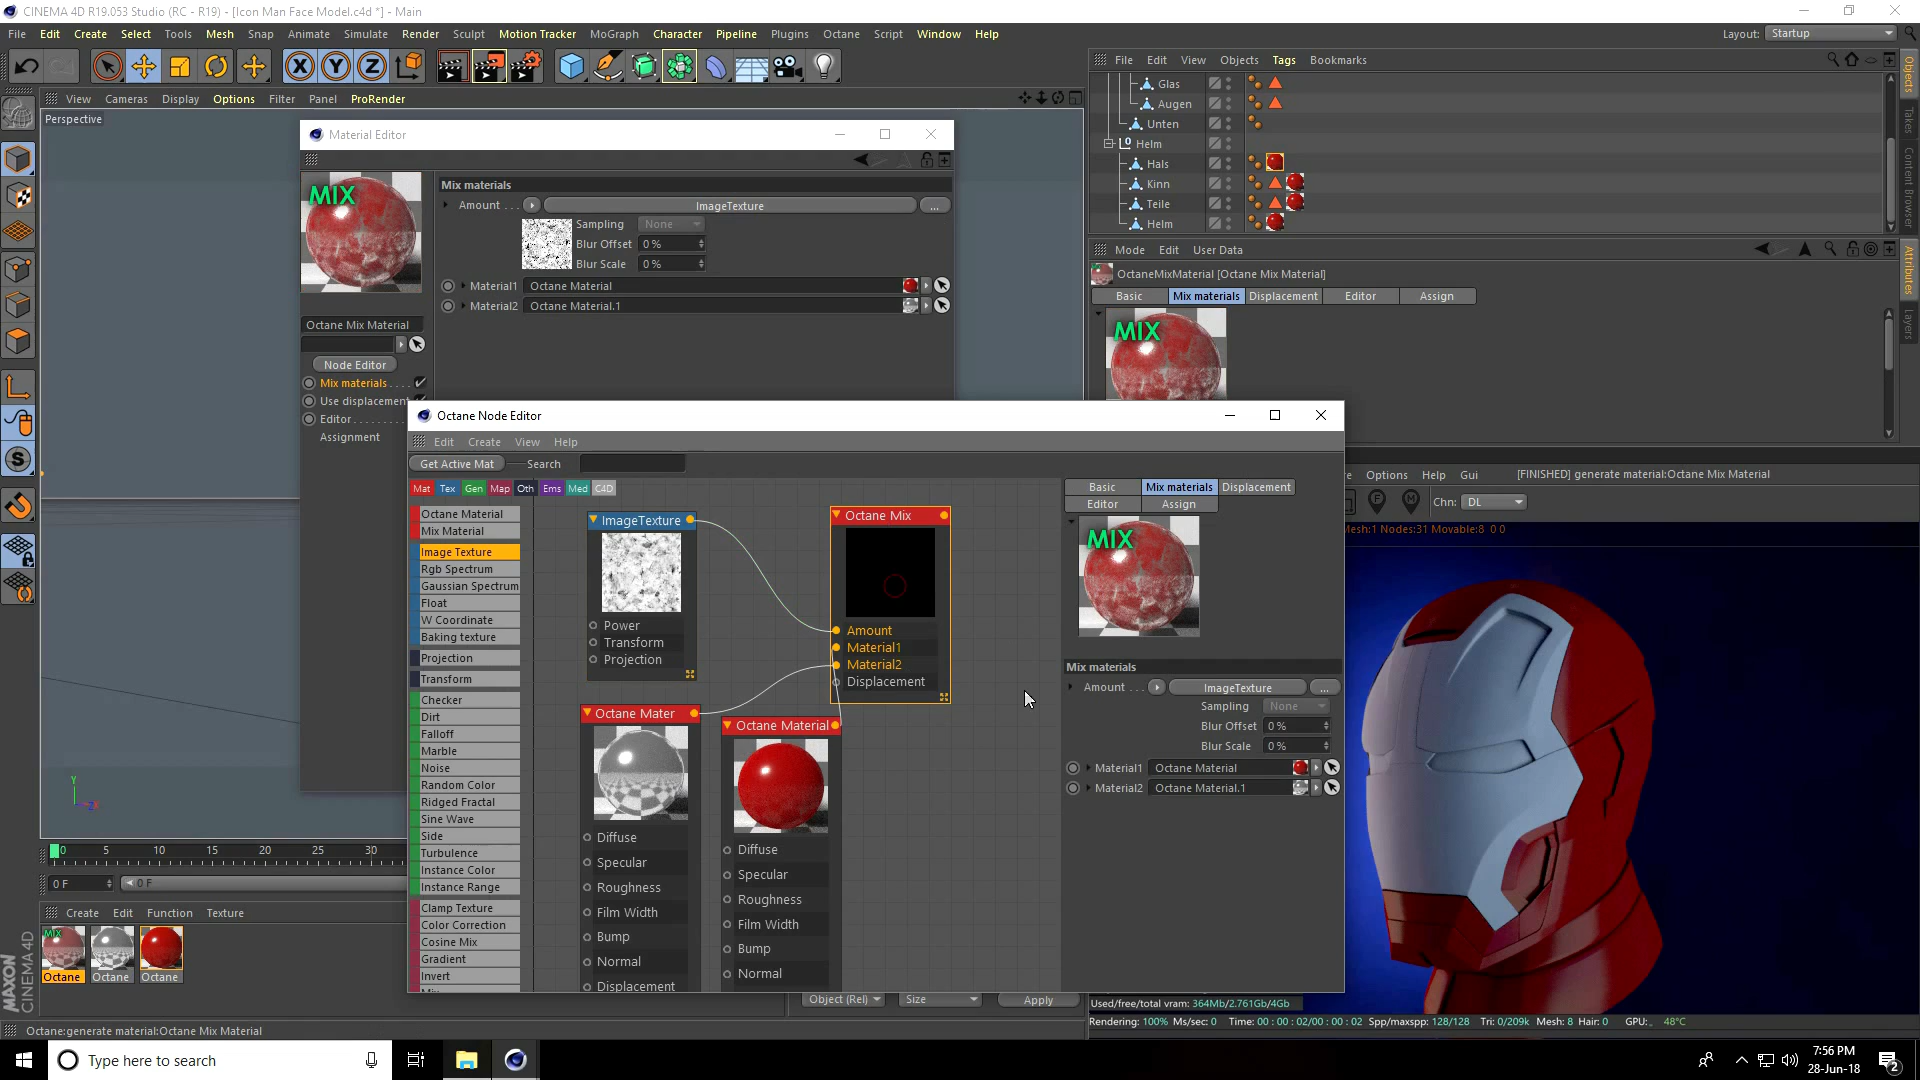 CINEMA 4D R19.053 Studio (RC - R19) - [Icon Man Face Model.c4d *] - Main
File Edit Create Select Tools Mesh Snap Animate Simulate Render Sculpt Motion Tracker MoGraph Character Pipeline Plugins Octane Script Window Help
Layout: Startup
View Cameras Display Options Filter Panel ProRender
Perspective
File Edit View Objects Tags Bookmarks
Glas
Augen
Unten
Helm
Hals
Kinn
Teile
Helm
Objects
Takes
Content Browser
Attributes
Layers
Mode Edit User Data
OctaneMixMaterial [Octane Mix Material]
Basic Mix materials Displacement Editor Assign
MIX
Material Editor
MIX
Octane Mix Material
Node Editor
Mix materials
Use displacement
Editor
Assignment
Mix materials
Amount . . . ImageTexture ...
Sampling None
Blur Offset 0 %
Blur Scale 0 %
Material1 Octane Material
Material2 Octane Material.1
Octane Node Editor
Edit Create View Help
Get Active Mat Search
Mat Tex Gen Map Oth Ems Med C4D
Octane Material
Mix Material
Image Texture
Rgb Spectrum
Gaussian Spectrum
Float
W Coordinate
Baking texture
Projection
Transform
Checker
Dirt
Falloff
Marble
Noise
Random Color
Ridged Fractal
Sine Wave
Side
Turbulence
Instance Color
Instance Range
Clamp Texture
Color Correction
Cosine Mix
Gradient
Invert
ImageTexture
Power
Transform
Projection
Octane Mix
Amount
Material1
Material2
Displacement
Octane Mater
Diffuse
Specular
Roughness
Film Width
Bump
Normal
Displacement
Octane Material
Diffuse
Specular
Roughness
Film Width
Bump
Normal
Basic Mix materials Displacement
Editor Assign
MIX
Mix materials
Amount . . . ImageTexture ...
Sampling None
Blur Offset 0 %
Blur Scale 0 %
Material1 Octane Material
Material2 Octane Material.1
Options Help Gui [FINISHED] generate material:Octane Mix Material
Chn: DL
Mesh:1 Nodes:31 Movable:8 0 0
Used/free/total vram: 364Mb/2.761Gb/4Gb
Rendering: 100% Ms/sec: 0 Time: 00 : 00 : 02/00 : 00 : 02 Spp/maxspp: 128/128 Tri: 0/209k Mesh: 8 Hair: 0 GPU: 48°C
Y
0 5 10 15 20 25 30
0 F 0 F
Create Edit Function Texture
MIX
Octane Octane Octane
Object (Rel) Size Apply
MAXON CINEMA 4D
Octane:generate material:Octane Mix Material
Type here to search
7:56 PM
28-Jun-18
2